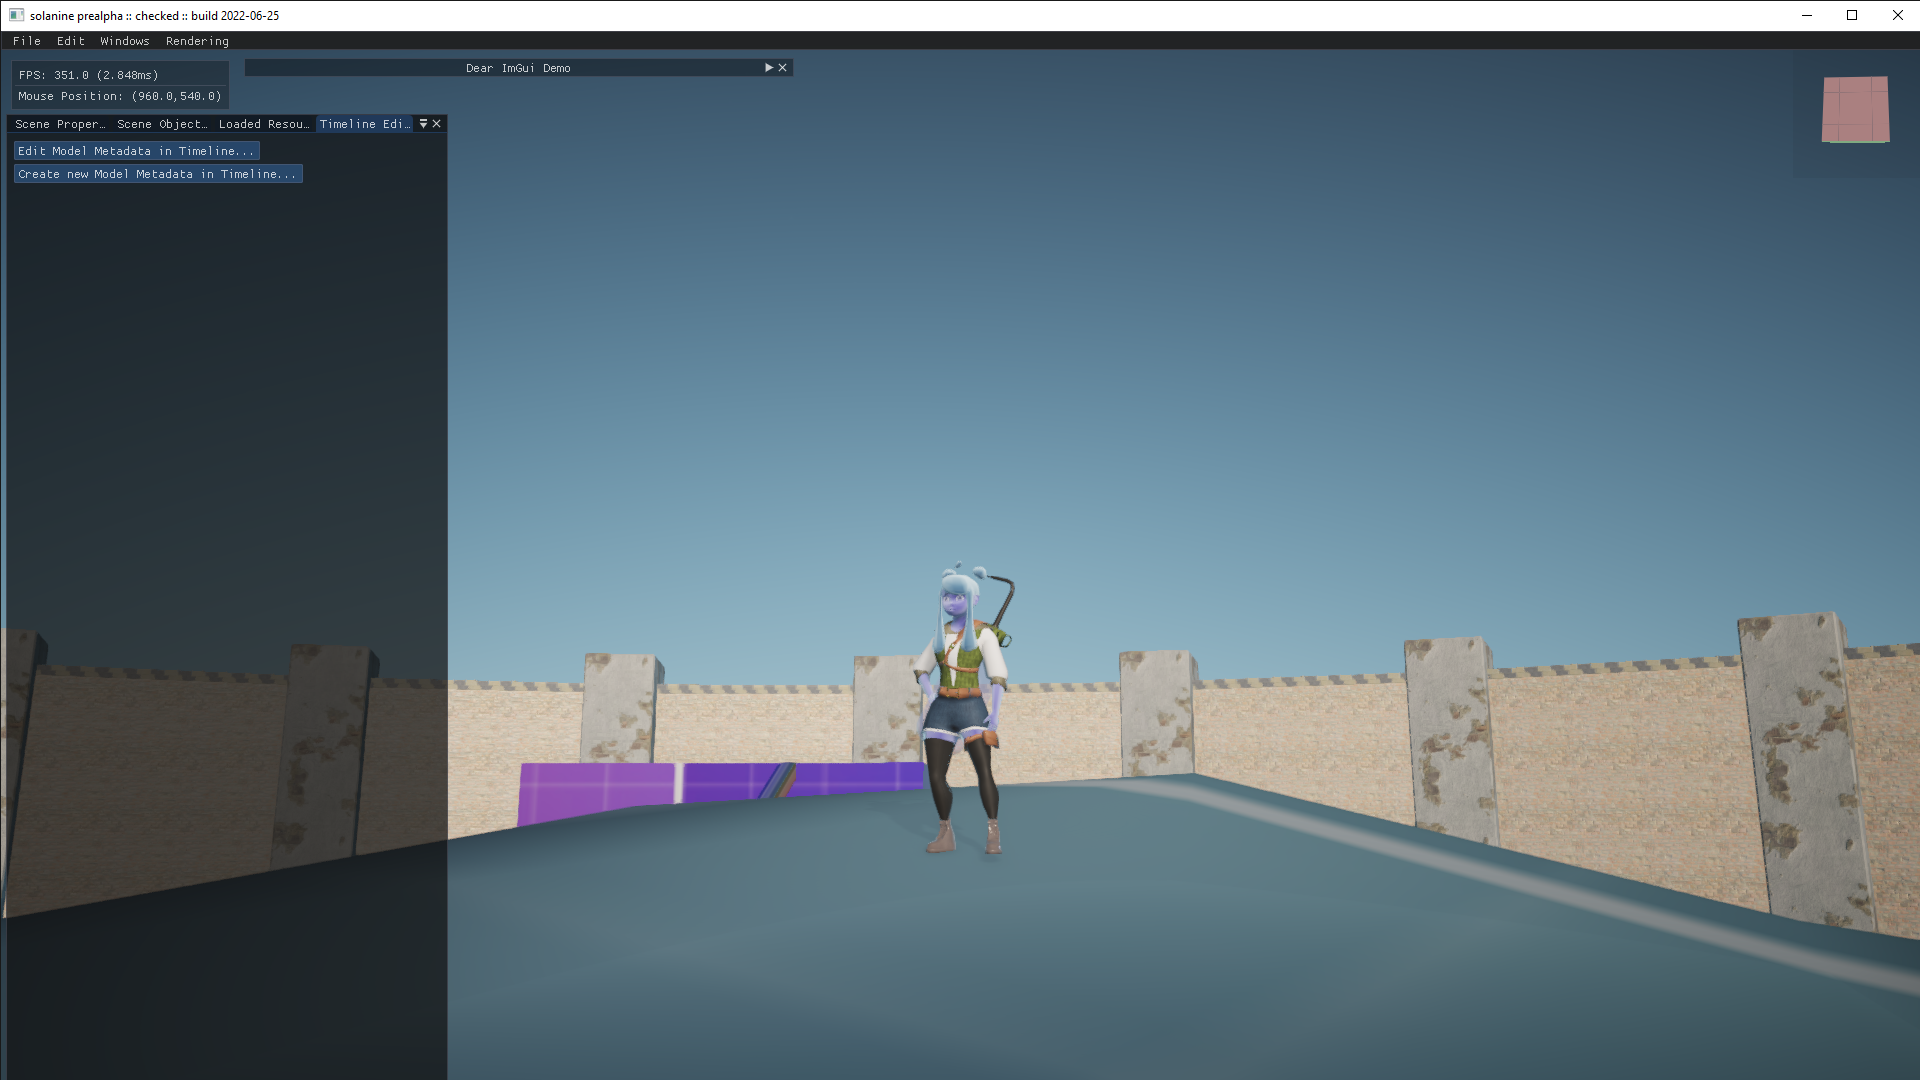 solanine prealpha :: checked :: build 2022-06-25
File Edit Windows Rendering
FPS: 351.0 (2.848ms)
Mouse Position: (960.0,540.0)
Dear ImGui Demo
Scene Proper… Scene Object… Loaded Resou… Timeline Edi…
Edit Model Metadata in Timeline...
Create new Model Metadata in Timeline...